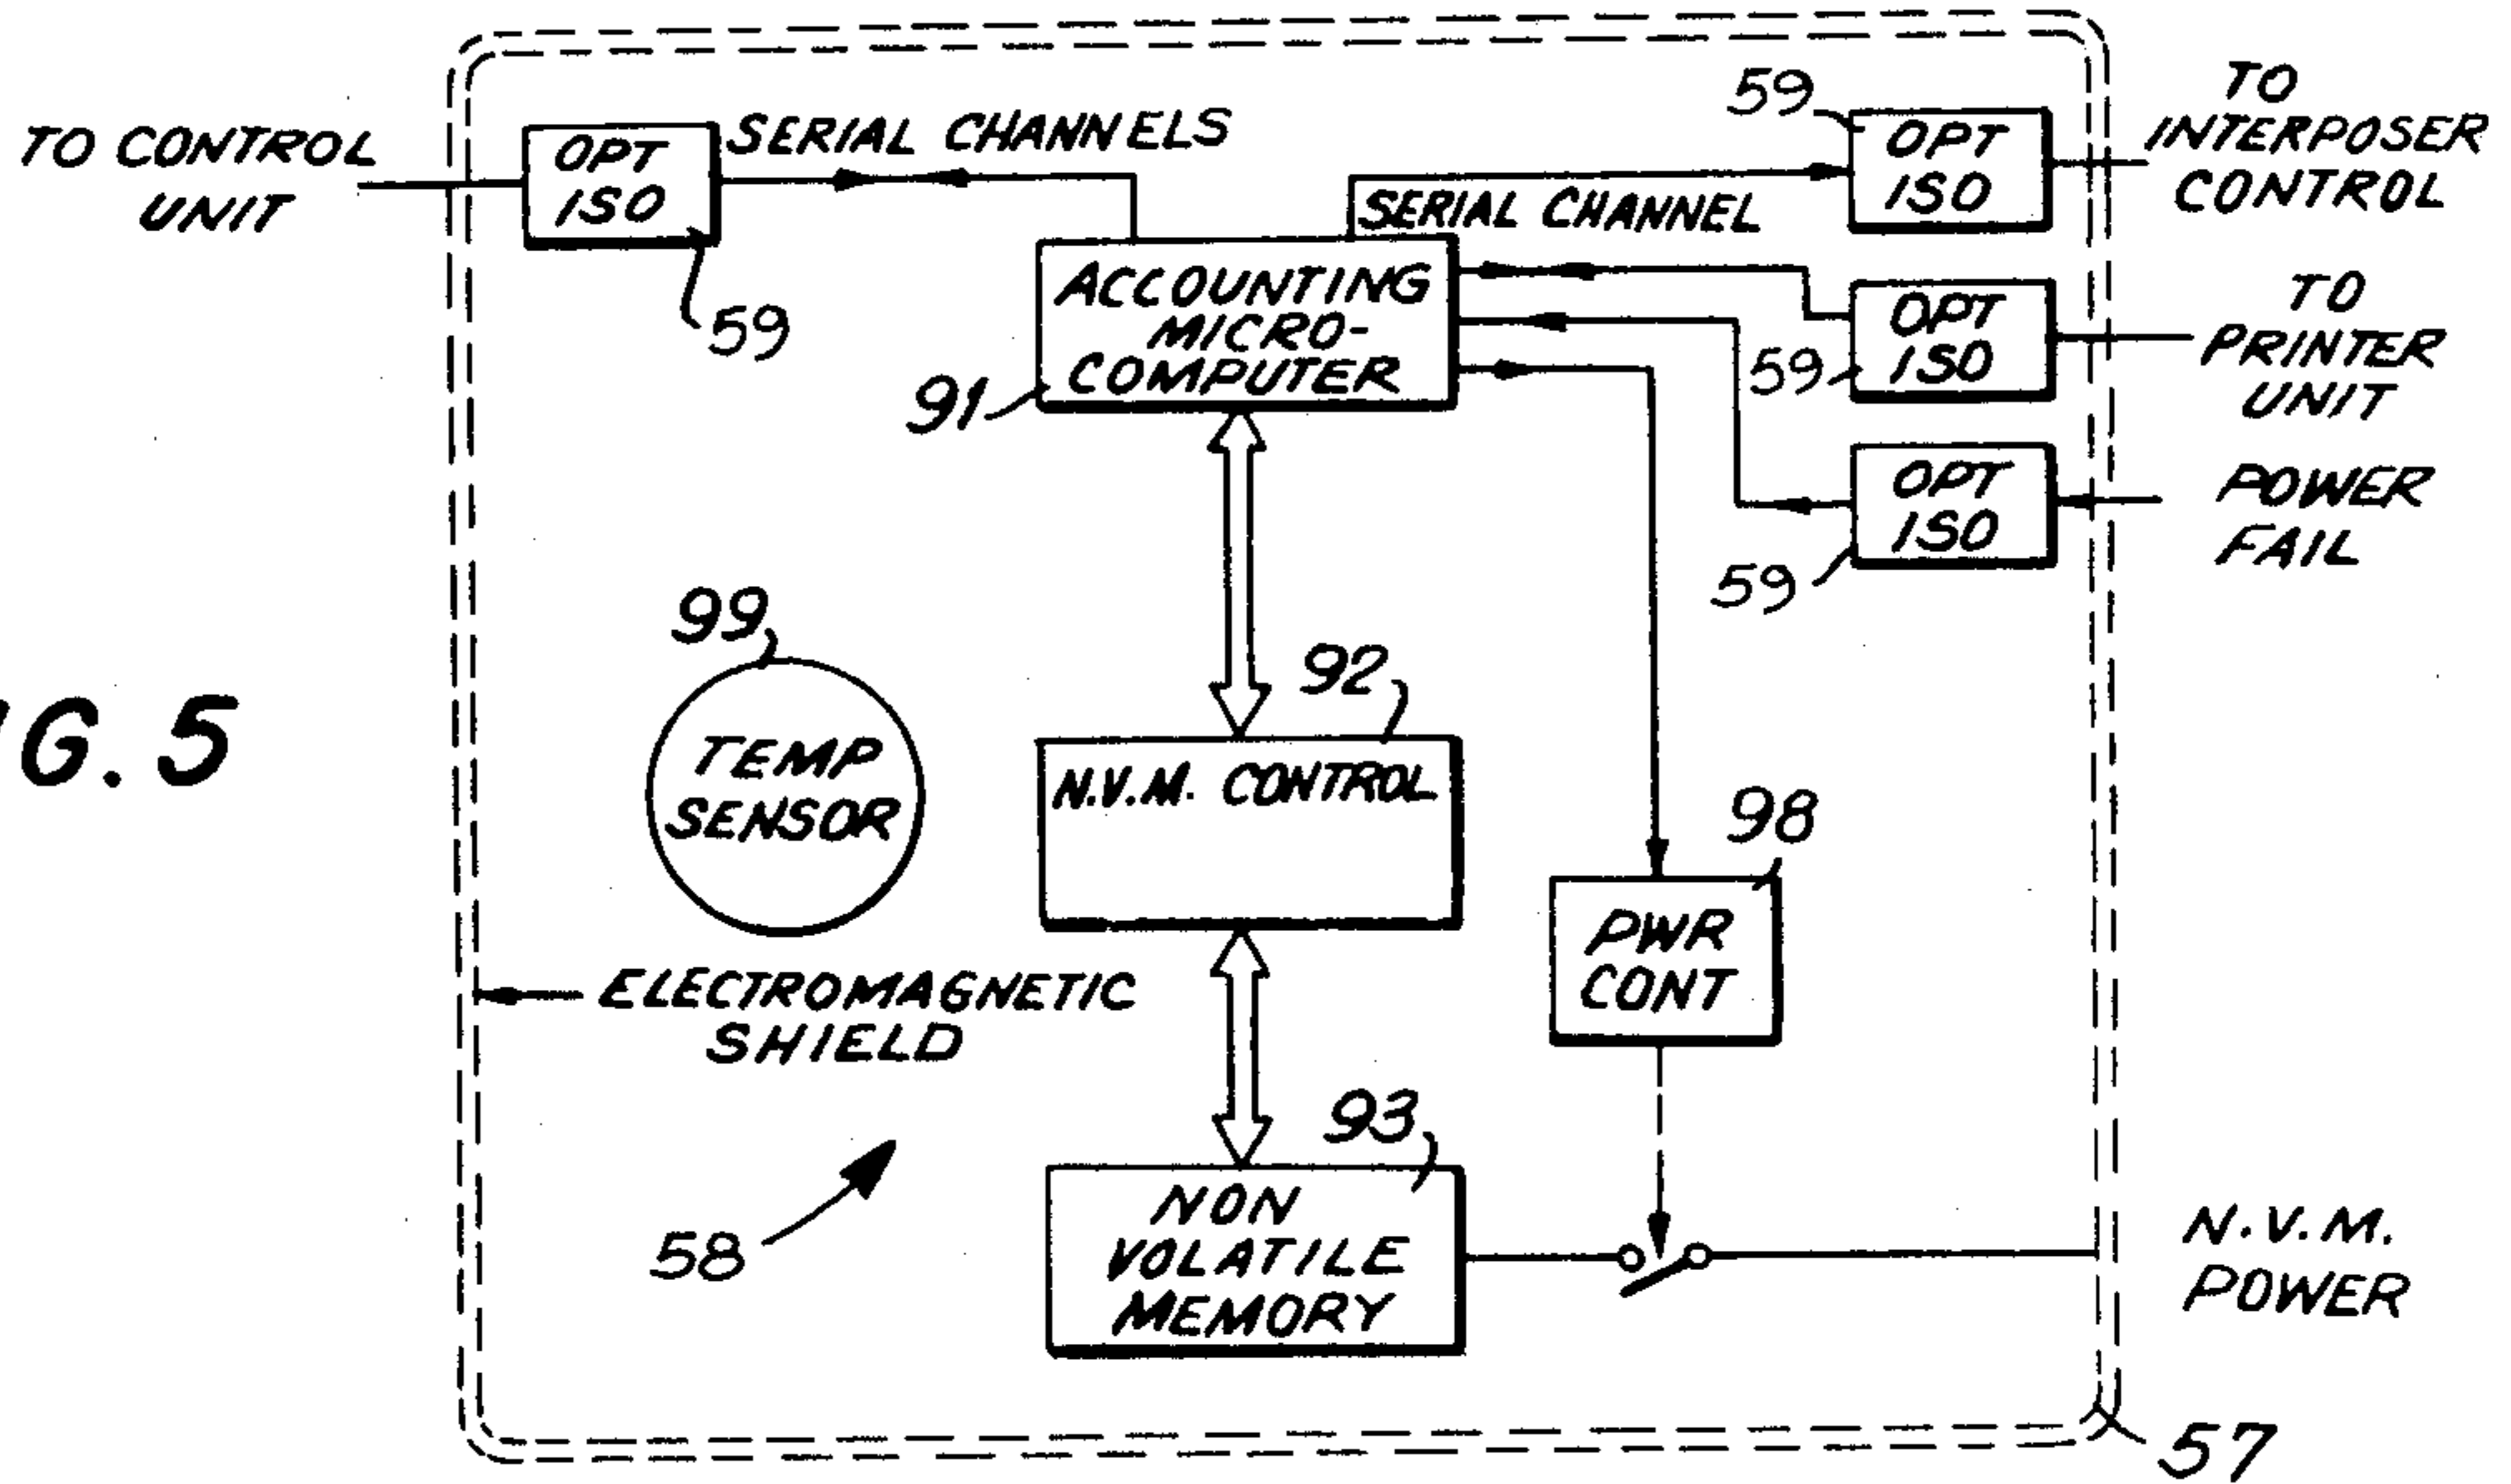 TO CONTROL
UNIT
OPT
ISO
59
SERIAL CHANNELS
SERIAL CHANNEL
59
OPT
ISO
TO
INTERPOSER
CONTROL
ACCOUNTING
MICRO-
COMPUTER
91
OPT
ISO
59
TO
PRINTER
UNIT
OPT
ISO
59
POWER
FAIL
G. 5
99
TEMP
SENSOR
92
N.V.M. CONTROL
98
PWR
CONT
ELECTROMAGNETIC
SHIELD
58
93
NON
VOLATILE
MEMORY
N.V.M.
POWER
57